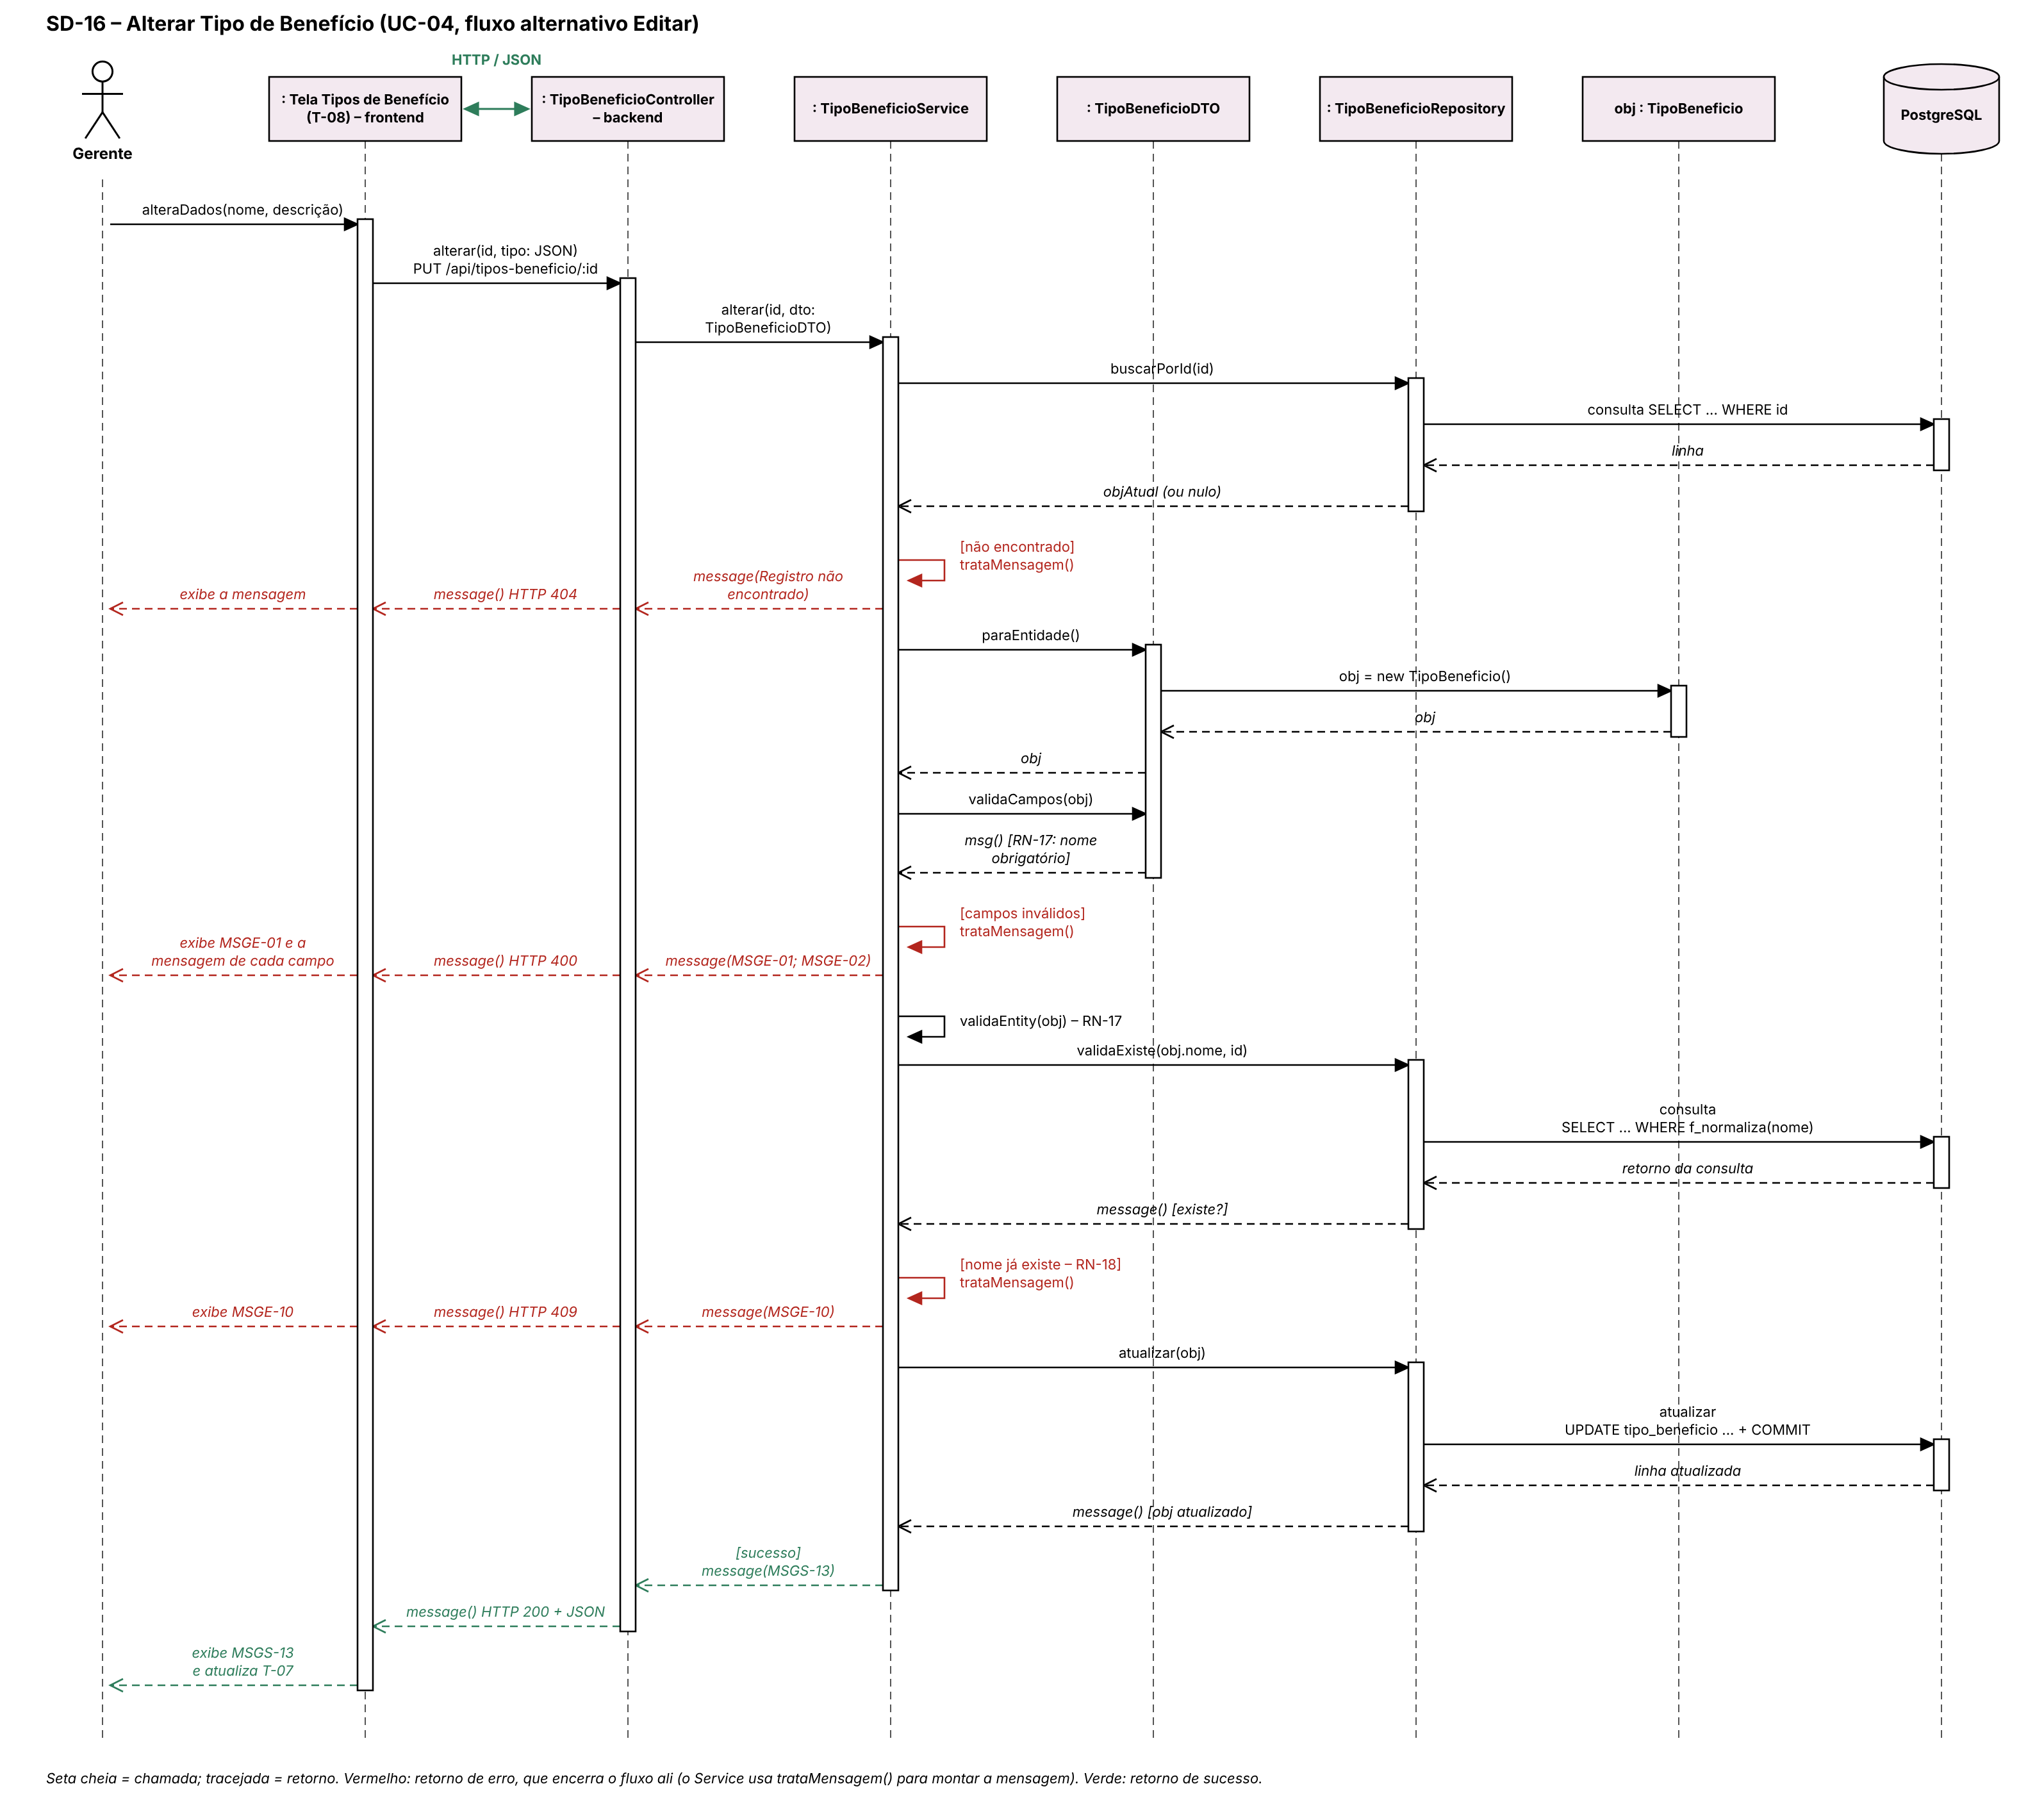 SD-16 – Alterar Tipo de Benefício (UC-04, fluxo alternativo Editar)
HTTP / JSON
Gerente
: Tela Tipos de Benefício
(T-08) – frontend
: TipoBeneficioController
– backend
: TipoBeneficioService
: TipoBeneficioDTO
: TipoBeneficioRepository
obj : TipoBeneficio
PostgreSQL
alteraDados(nome, descrição)
alterar(id, tipo: JSON)
PUT /api/tipos-beneficio/:id
alterar(id, dto:
TipoBeneficioDTO)
buscarPorId(id)
consulta SELECT ... WHERE id
linha
objAtual (ou nulo)
[não encontrado]
trataMensagem()
message(Registro não
encontrado)
message() HTTP 404
exibe a mensagem
paraEntidade()
obj = new TipoBeneficio()
obj
obj
validaCampos(obj)
msg() [RN-17: nome
obrigatório]
[campos inválidos]
trataMensagem()
message(MSGE-01; MSGE-02)
message() HTTP 400
exibe MSGE-01 e a
mensagem de cada campo
validaEntity(obj) – RN-17
validaExiste(obj.nome, id)
consulta
SELECT ... WHERE f_normaliza(nome)
retorno da consulta
message() [existe?]
[nome já existe – RN-18]
trataMensagem()
message(MSGE-10)
message() HTTP 409
exibe MSGE-10
atualizar(obj)
atualizar
UPDATE tipo_beneficio ... + COMMIT
linha atualizada
message() [obj atualizado]
[sucesso]
message(MSGS-13)
message() HTTP 200 + JSON
exibe MSGS-13
e atualiza T-07
Seta cheia = chamada; tracejada = retorno. Vermelho: retorno de erro, que encerra o fluxo ali (o Service usa trataMensagem() para montar a mensagem). Verde: retorno de sucesso.